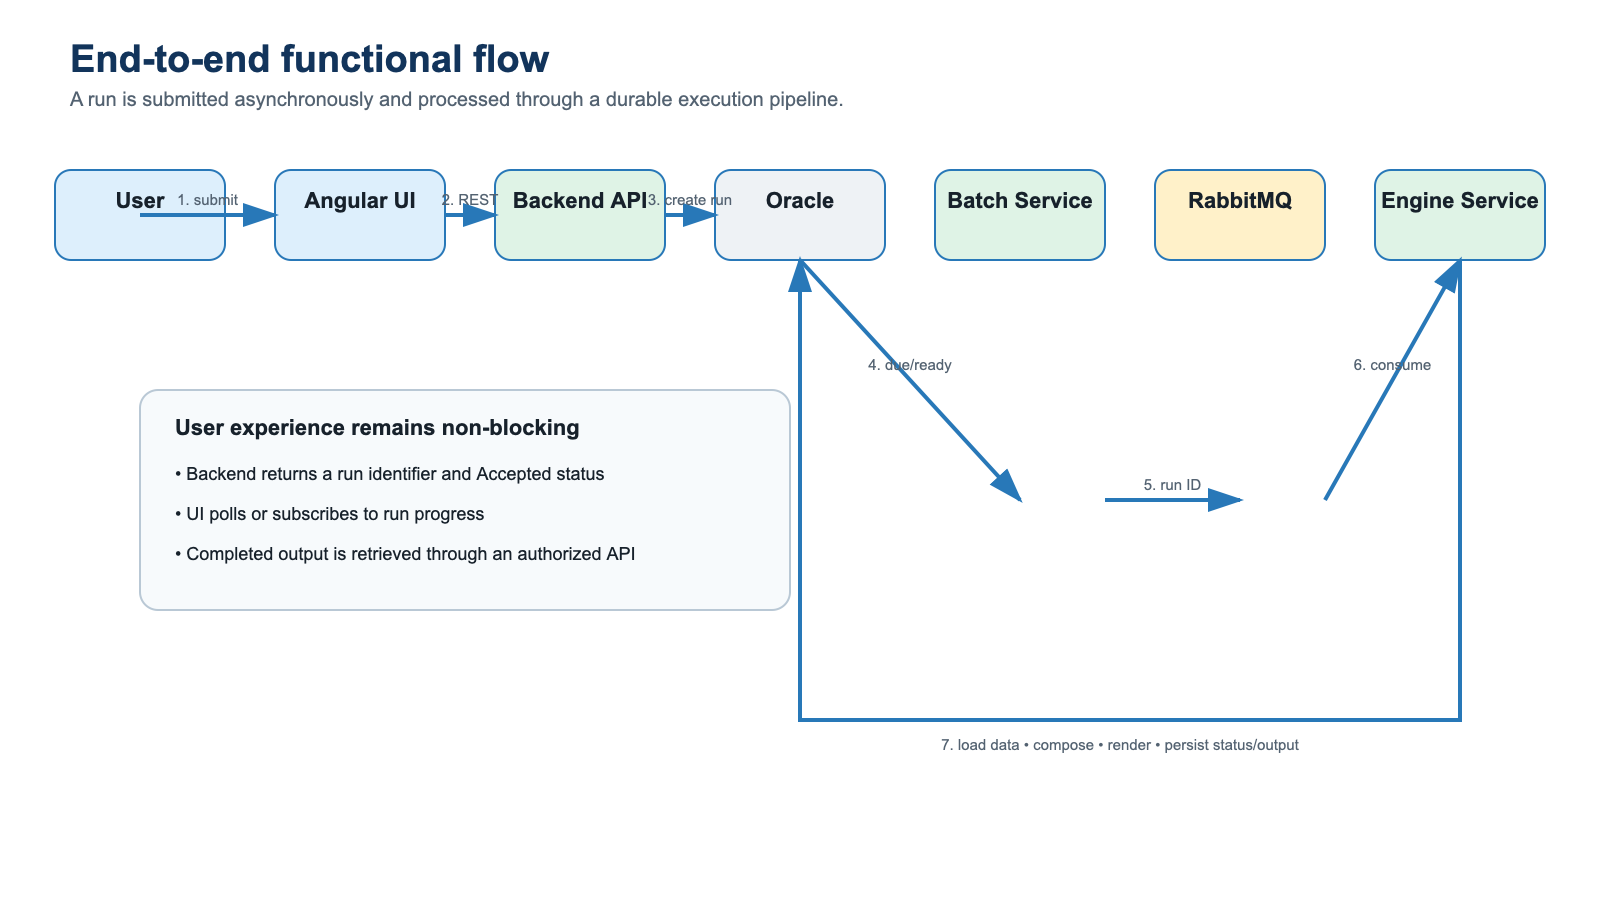 End-to-end functional flow
A run is submitted asynchronously and processed through a durable execution pipeline.
User
1. submit
Angular UI
2. REST
Backend API
3. create run
Oracle
Batch Service
RabbitMQ
Engine Service
4. due/ready
6. consume
User experience remains non-blocking
• Backend returns a run identifier and Accepted status
• UI polls or subscribes to run progress
• Completed output is retrieved through an authorized API
5. run ID
7. load data • compose • render • persist status/output